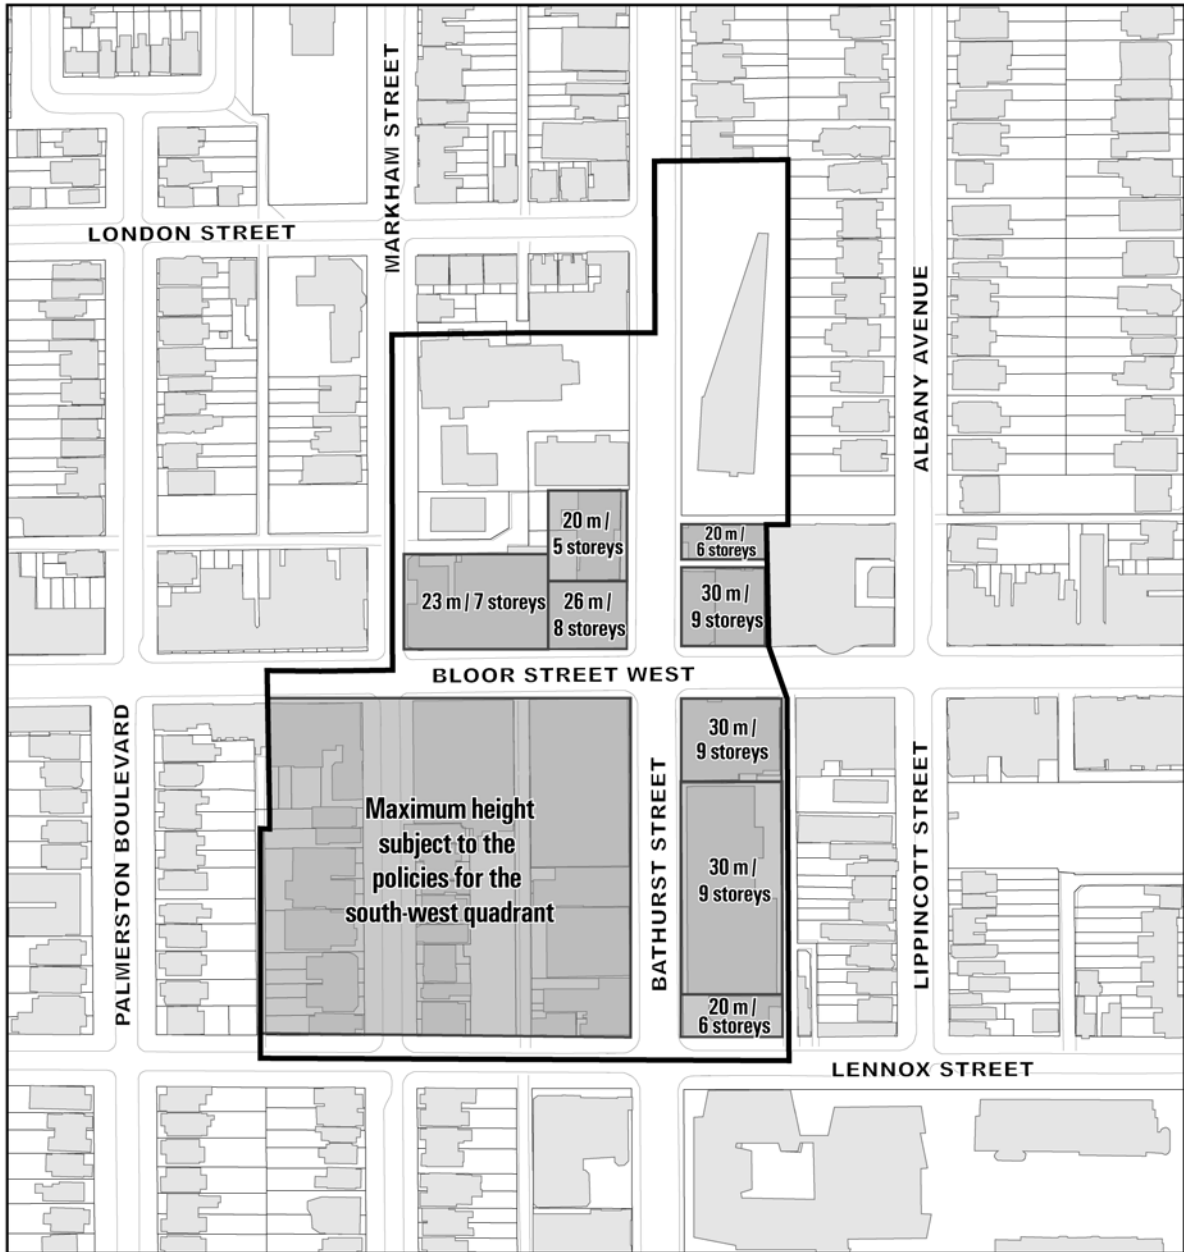 MARKHAM STREET
LONDON STREET
ALBANY AVENUE
20 m /
5 storeys
20 m /
6 storeys
23 m / 7 storeys
26 m /
8 storeys
30 m /
9 storeys
BLOOR STREET WEST
PALMERSTON BOULEVARD
30 m /
9 storeys
BATHURST STREET
LIPPINCOTT STREET
Maximum height
subject to the
policies for the
south-west quadrant
30 m /
9 storeys
20 m /
6 storeys
LENNOX STREET